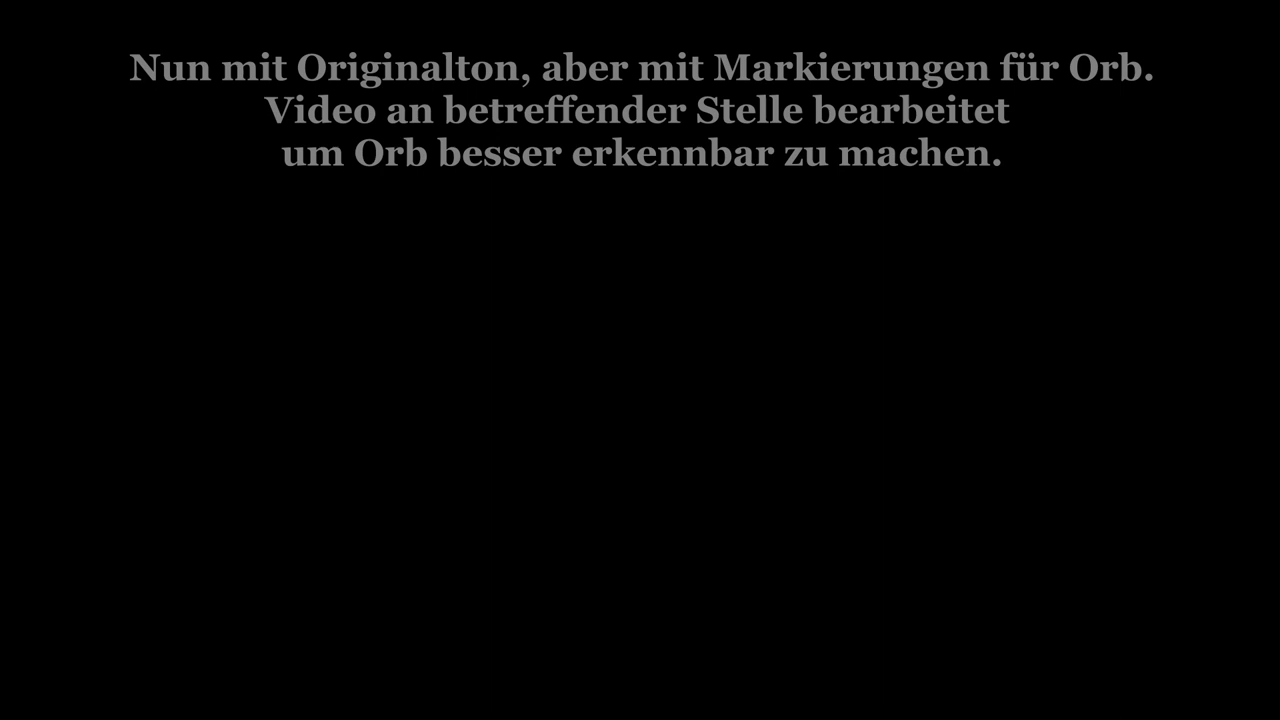 Nun mit Originalton, aber mit Markierungen für Orb.
Video an betreffender Stelle bearbeitet
um Orb besser erkennbar zu machen.